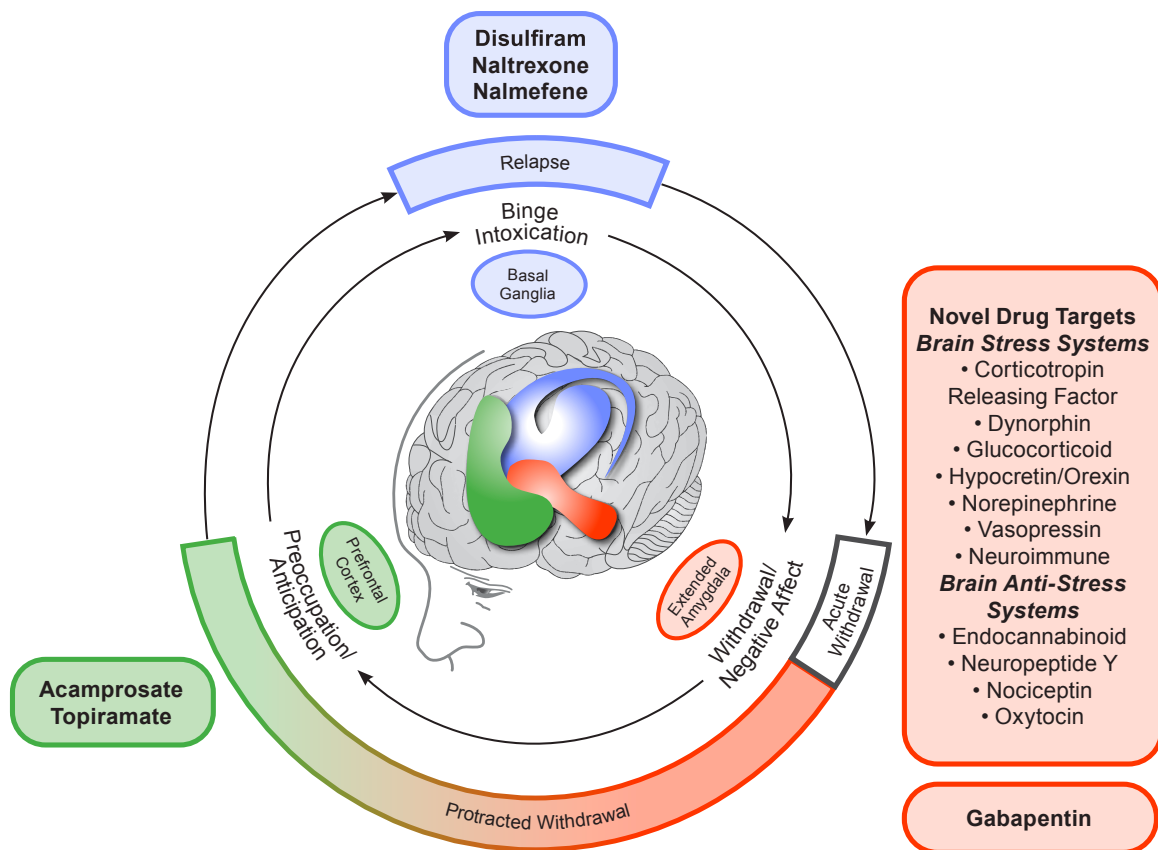 Disulfiram
Naltrexone
Nalmefene
Relapse
Binge
Intoxication
Basal
Ganglia
Novel Drug Targets
Brain Stress Systems
• Corticotropin
Releasing Factor
• Dynorphin
• Glucocorticoid
• Hypocretin/Orexin
• Norepinephrine
• Vasopressin
• Neuroimmune
Brain Anti-Stress
Systems
• Endocannabinoid
• Neuropeptide Y
• Nociceptin
• Oxytocin
Gabapentin
Acute
Withdrawal
Withdrawal/
Negative Affect
Extended
Amygdala
Prefrontal
Cortex
Preoccupation/
Anticipation
Acamprosate
Topiramate
Protracted Withdrawal